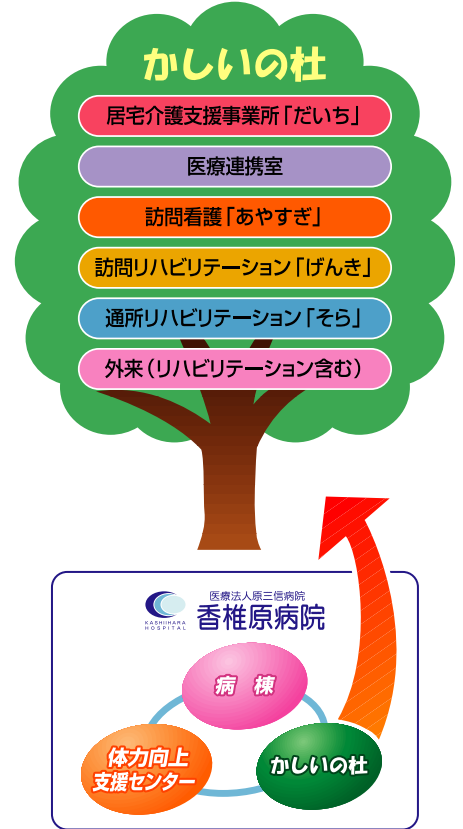 かしいの杜
居宅介護支援事業所「だいち」
医療連携室
訪問看護「あやすぎ」
訪問リハビリテーション「げんき」
通所リハビリテーション「そら」
外来(リハビリテーション含む)
医療法人原三信病院
香椎原病院
KASHIIHARA
HOSPITAL
病 棟
体力向上
支援センター
かしいの杜